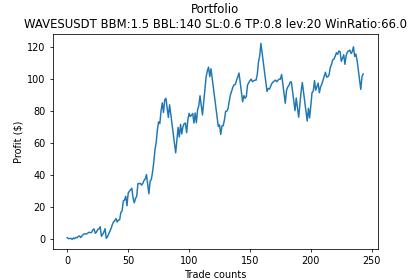 Portfolio
WAVESUSDT BBM:1.5 BBL:140 SL:0.6 TP:0.8 lev:20 WinRatio:66.0
120
100
80
60
40
20
0
Profit ($)
0 50 100 150 200 250
Trade counts